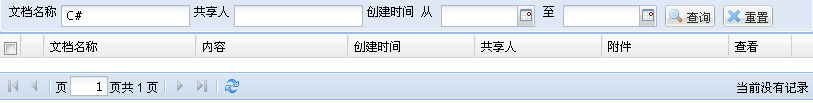 文档名称 C# 共享人 创建时间 从 至 查询 重置
文档名称 内容 创建时间 共享人 附件 查看
页 1 页共 1 页 当前没有记录